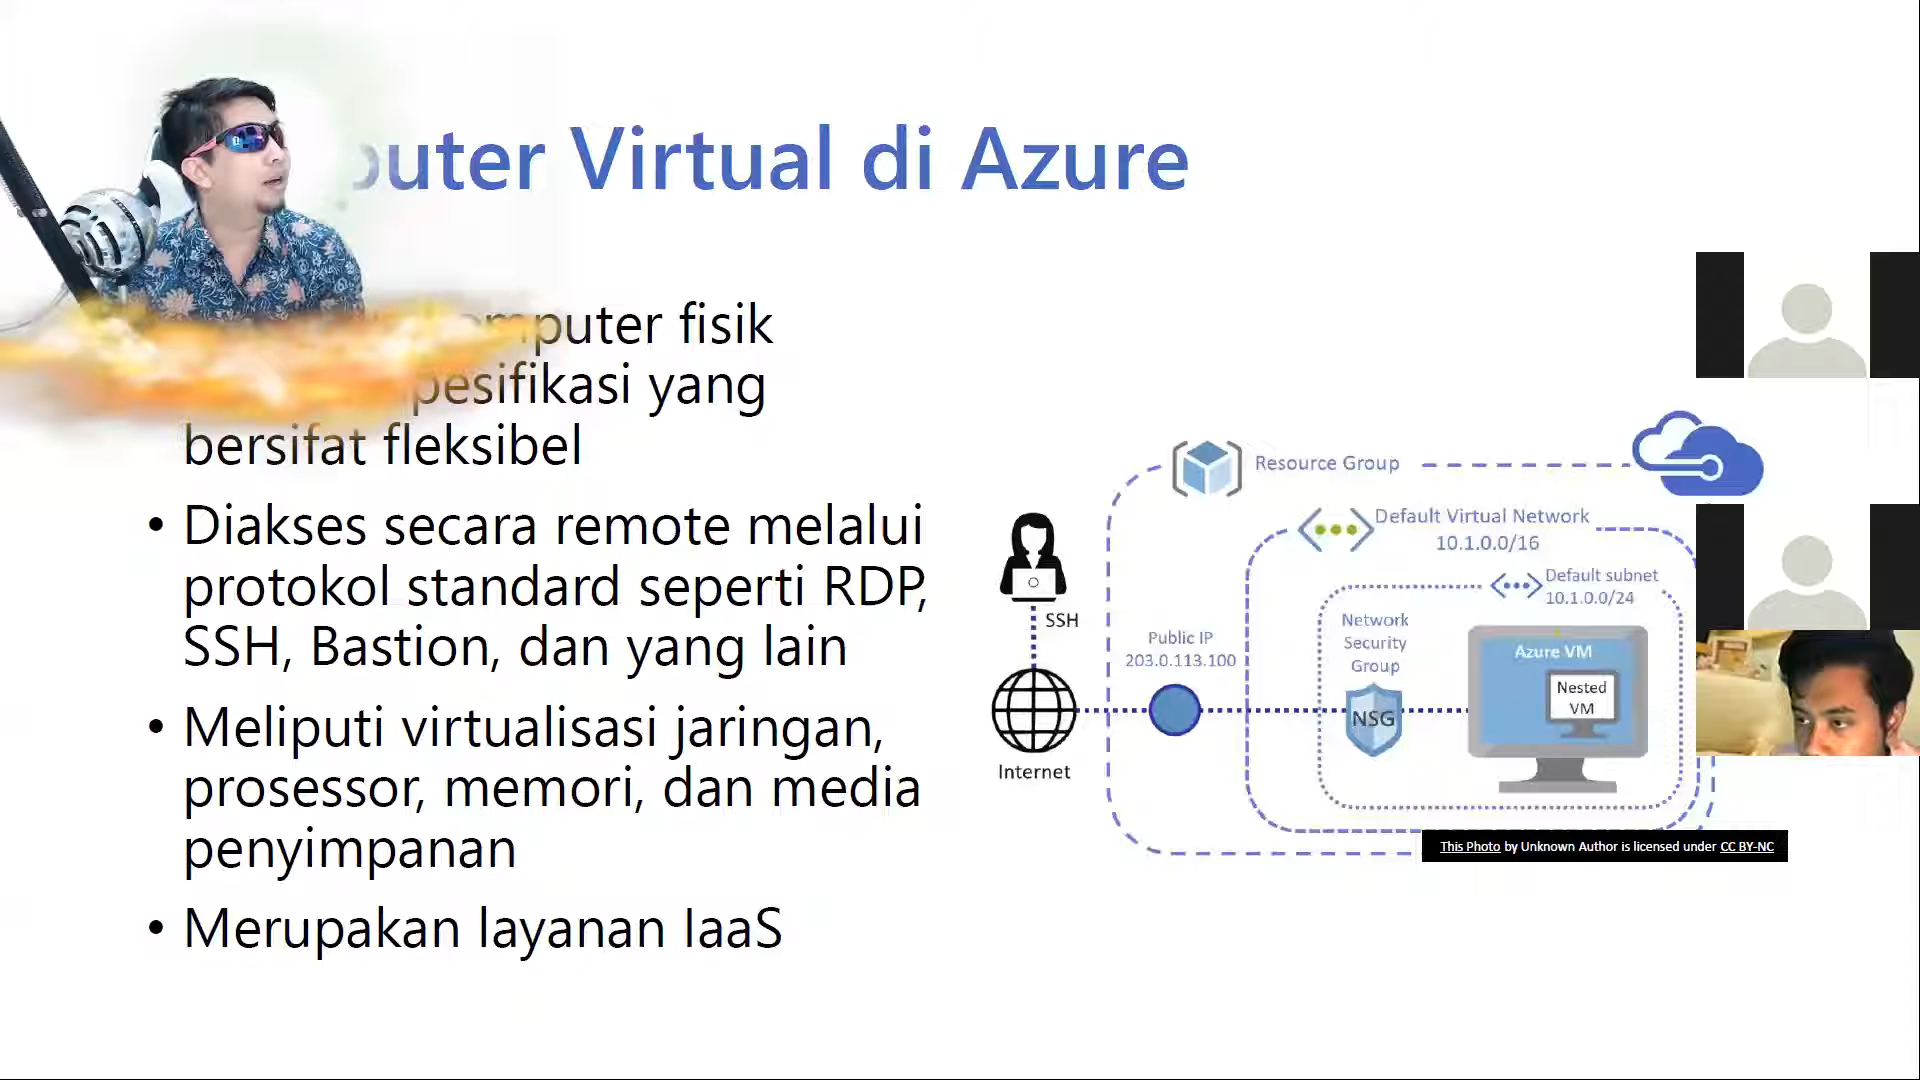 Virtual di Azure
fisik
yang
bersifat fleksibel
• Diakses secara remote melalui
protokol standard seperti RDP,
SSH, Bastion, dan yang lain
• Meliputi virtualisasi jaringan,
prosessor, memori, dan media
penyimpanan
• Merupakan layanan IaaS
Resource Group
Default Virtual Network
10.1.0.0/16
Default subnet
10.1.0.0/24
Network
Security
Group
NSG
Azure VM
Nested
VM
SSH
Public IP
203.0.113.100
Internet
This Photo by Unknown Author is licensed under CC BY-NC